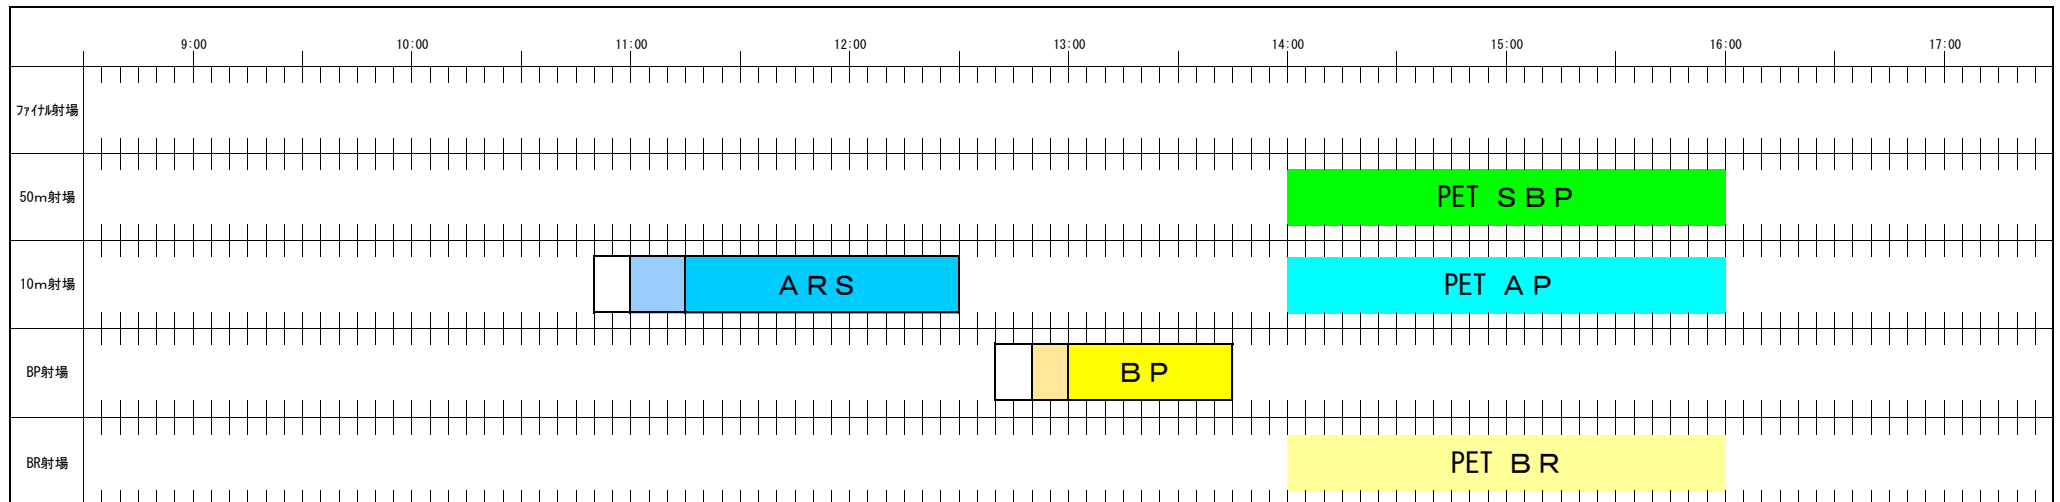 9:00 10:00 11:00 12:00 13:00 14:00 15:00 16:00 17:00
ﾌｧｲﾅﾙ射場
50m射場 PET ＳＢＰ
10m射場 ＡＲＳ PET ＡＰ
BP射場 ＢＰ
BR射場 PET ＢＲ